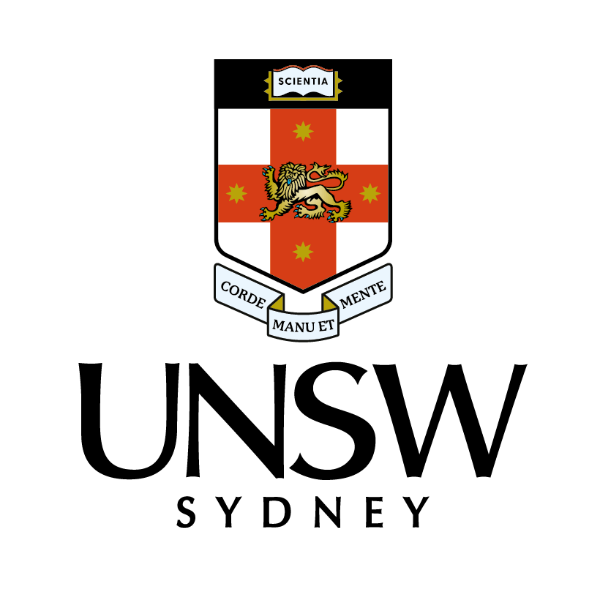 SCIENTIA
CORDE MANU ET MENTE
UNSW
SYDNEY